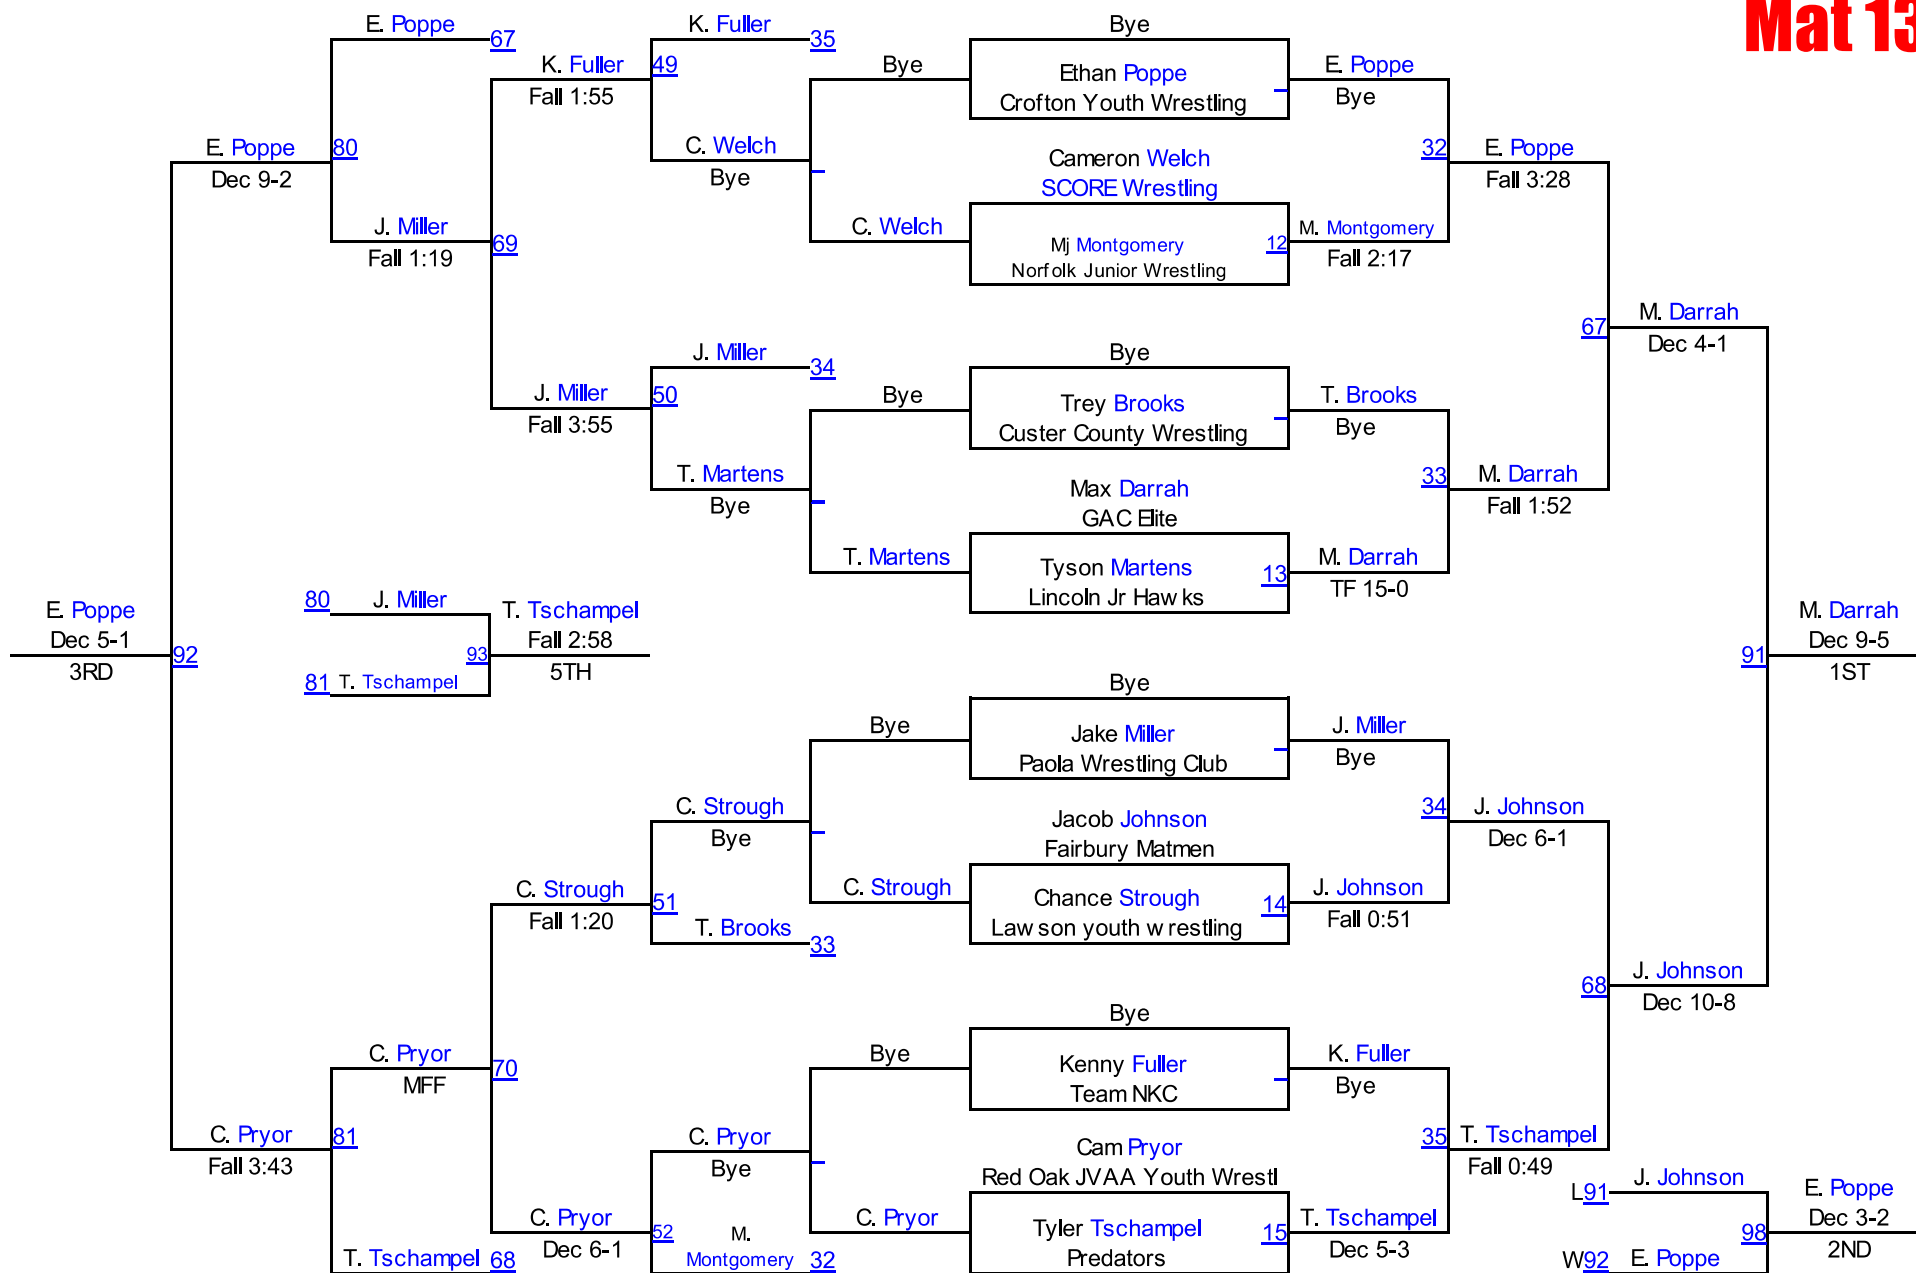 Mat 13
E. Poppe 67
K. Fuller 35
Bye
K. Fuller 49
Fall 1:55
Bye
Ethan Poppe
Crofton Youth Wrestling
E. Poppe
Bye
E. Poppe 80
Dec 9-2
C. Welch
Bye
Cameron Welch
SCORE Wrestling
32 E. Poppe
Fall 3:28
J. Miller 69
Fall 1:19
C. Welch
Mj Montgomery 12
Norfolk Junior Wrestling
M. Montgomery
Fall 2:17
J. Miller 34
Bye
67 M. Darrah
Dec 4-1
J. Miller 50
Fall 3:55
Bye
Trey Brooks
Custer County Wrestling
T. Brooks
Bye
T. Martens
Bye
Max Darrah
GAC Elite
33 M. Darrah
Fall 1:52
T. Martens
Tyson Martens 13
Lincoln Jr Hawks
M. Darrah
TF 15-0
E. Poppe
Dec 5-1
3RD
92
80 J. Miller
81 T. Tschampel
93
T. Tschampel
Fall 2:58
5TH
91
M. Darrah
Dec 9-5
1ST
Bye
Bye
Jake Miller
Paola Wrestling Club
J. Miller
Bye
C. Strough
Bye
Jacob Johnson
Fairbury Matmen
34 J. Johnson
Dec 6-1
C. Strough 51
Fall 1:20
C. Strough
Chance Strough 14
Lawson youth wrestling
J. Johnson
Fall 0:51
T. Brooks 33
68 J. Johnson
Dec 10-8
Bye
C. Pryor 70
MFF
Bye
Kenny Fuller
Team NKC
K. Fuller
Bye
C. Pryor 81
Fall 3:43
C. Pryor
Bye
Cam Pryor
Red Oak JVAA Youth Wrestl
35 T. Tschampel
Fall 0:49
C. Pryor 52
Dec 6-1
C. Pryor
Tyler Tschampel 15
Predators
T. Tschampel
Dec 5-3
T. Tschampel 68
M.
Montgomery 32
L91 J. Johnson
W92 E. Poppe
98
E. Poppe
Dec 3-2
2ND